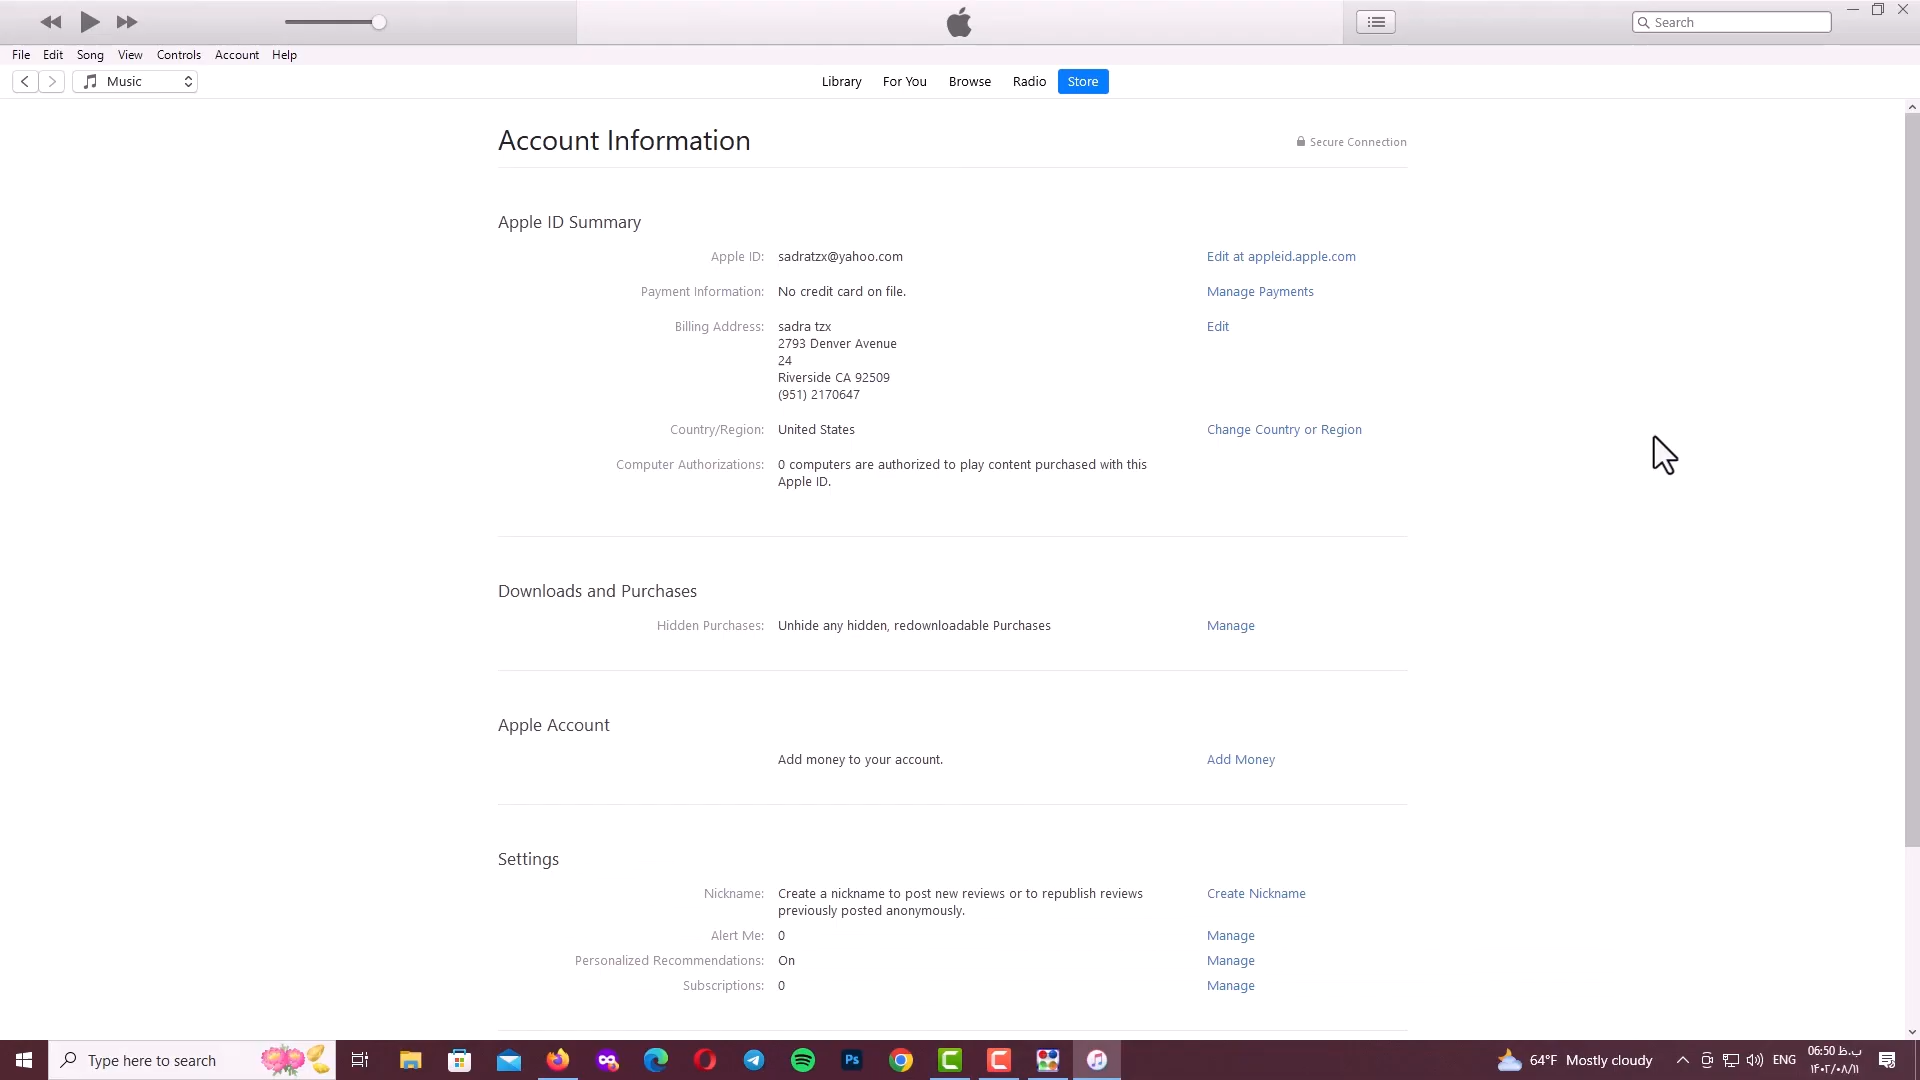 Search
File Edit Song View Controls Account Help
Music
Library For You Browse Radio Store
Account Information
Secure Connection
Apple ID Summary
Apple ID: sadratzx@yahoo.com Edit at appleid.apple.com
Payment Information: No credit card on file. Manage Payments
Billing Address: sadra tzx Edit
2793 Denver Avenue
24
Riverside CA 92509
(951) 2170647
Country/Region: United States Change Country or Region
Computer Authorizations: 0 computers are authorized to play content purchased with this
Apple ID.
Downloads and Purchases
Hidden Purchases: Unhide any hidden, redownloadable Purchases Manage
Apple Account
Add money to your account. Add Money
Settings
Nickname: Create a nickname to post new reviews or to republish reviews Create Nickname
previously posted anonymously.
Alert Me: 0 Manage
Personalized Recommendations: On Manage
Subscriptions: 0 Manage
Type here to search
Ps
64°F Mostly cloudy
ENG
06:50 ب.ظ
۱۴۰۲/۰۸/۱۱